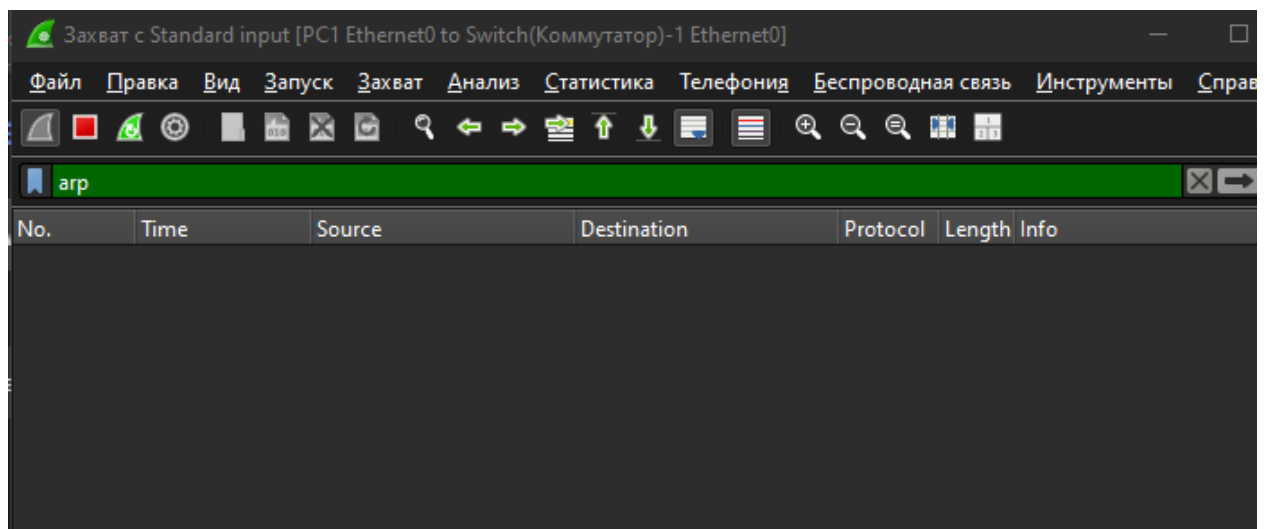 Захват с Standard input [PC1 Ethernet0 to Switch(Коммутатор)-1 Ethernet0]
Файл Правка Вид Запуск Захват Анализ Статистика Телефония Беспроводная связь Инструменты Справ
arp
No. Time Source Destination Protocol Length Info